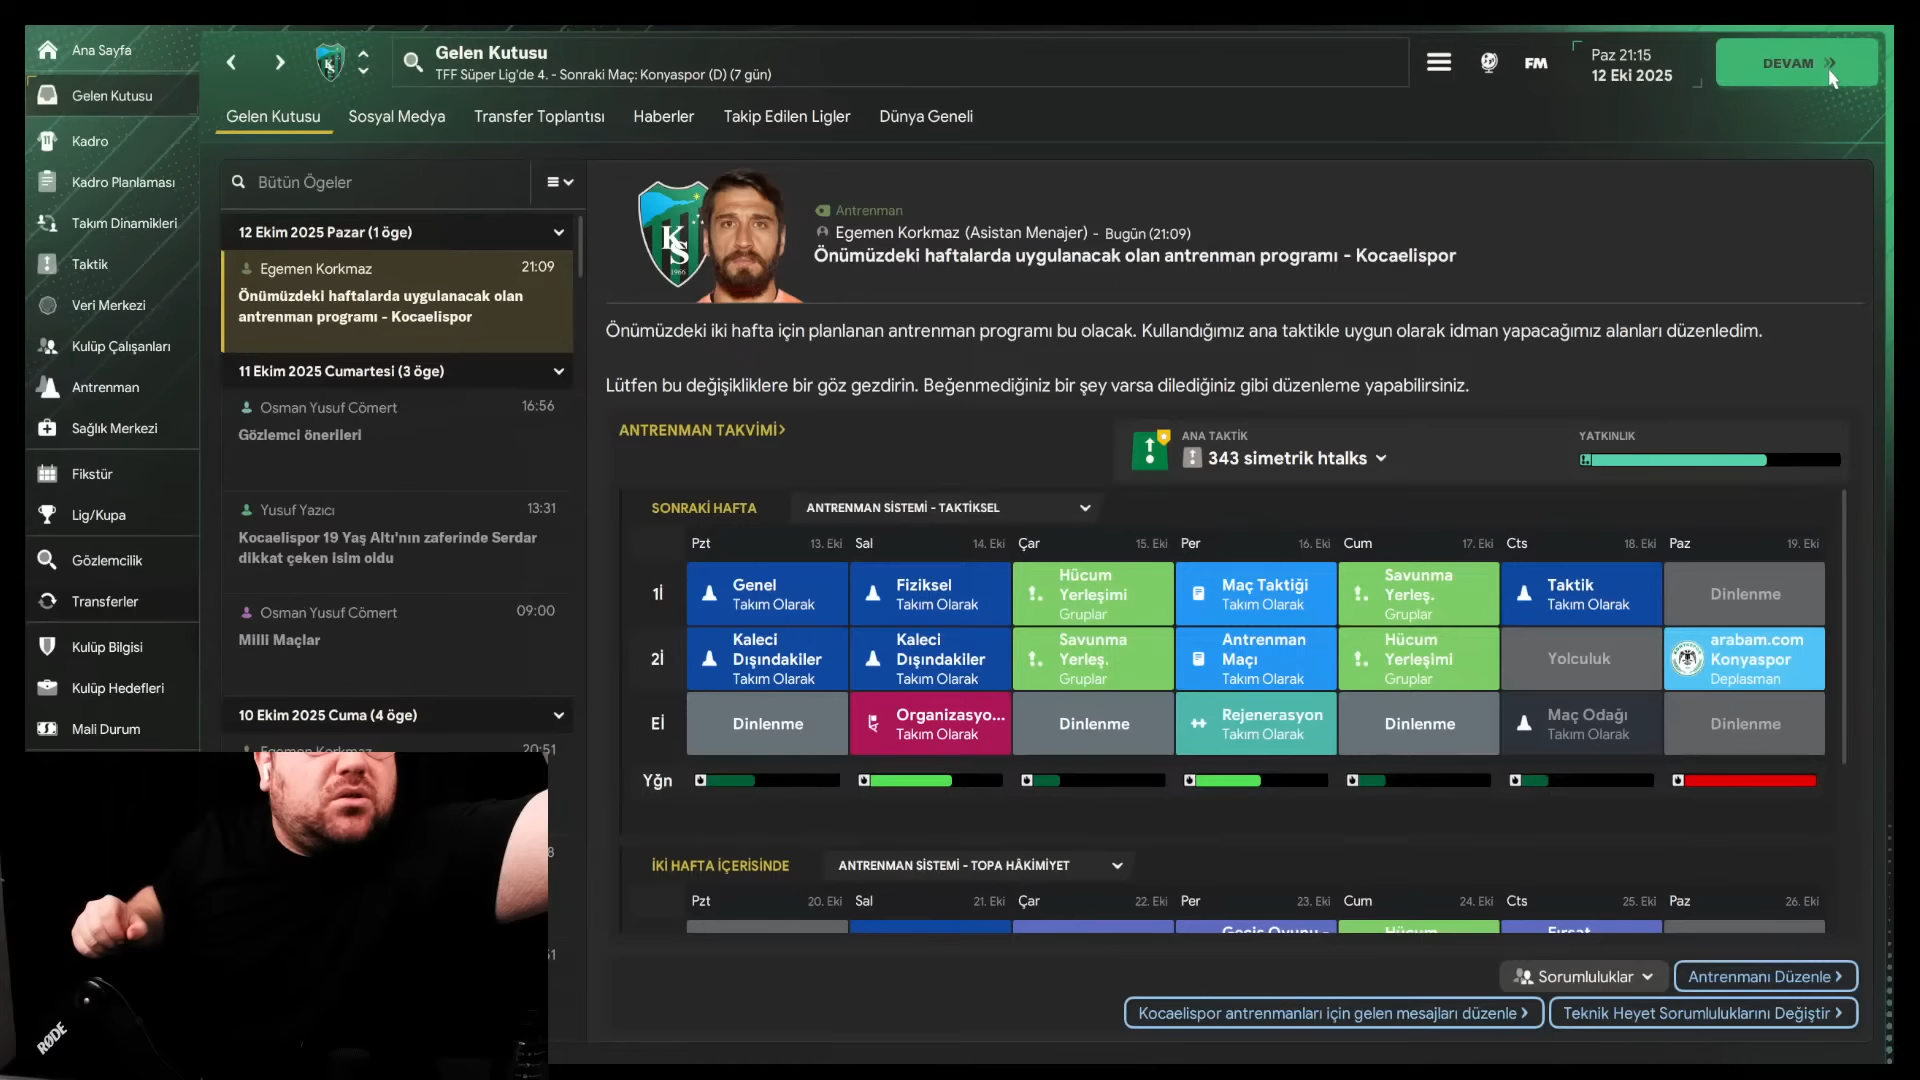 Ana Sayfa
Gelen Kutusu
Kadro
Kadro Planlaması
Takım Dinamikleri
Taktik
Veri Merkezi
Kulüp Çalışanları
Antrenman
Sağlık Merkezi
Fikstür
Lig/Kupa
Gözlemcilik
Transferler
Kulüp Bilgisi
Kulüp Hedefleri
Mali Durum
Gelen Kutusu
TFF Süper Lig'de 4. - Sonraki Maç: Konyaspor (D) (7 gün)
FM
Paz 21:15
12 Eki 2025
DEVAM
Gelen Kutusu Sosyal Medya Transfer Toplantısı Haberler Takip Edilen Ligler Dünya Geneli
Bütün Ögeler
12 Ekim 2025 Pazar (1 öge)
Egemen Korkmaz 21:09
Önümüzdeki haftalarda uygulanacak olan
antrenman programı - Kocaelispor
11 Ekim 2025 Cumartesi (3 öge)
Osman Yusuf Cömert 16:56
Gözlemci önerileri
Yusuf Yazıcı 13:31
Kocaelispor 19 Yaş Altı'nın zaferinde Serdar
dikkat çeken isim oldu
Osman Yusuf Cömert 09:00
Milli Maçlar
10 Ekim 2025 Cuma (4 öge)
Egemen Korkmaz 20:51
KS
1966
Antrenman
Egemen Korkmaz (Asistan Menajer) - Bugün (21:09)
Önümüzdeki haftalarda uygulanacak olan antrenman programı - Kocaelispor
Önümüzdeki iki hafta için planlanan antrenman programı bu olacak. Kullandığımız ana taktikle uygun olarak idman yapacağımız alanları düzenledim.
Lütfen bu değişikliklere bir göz gezdirin. Beğenmediğiniz bir şey varsa dilediğiniz gibi düzenleme yapabilirsiniz.
ANTRENMAN TAKVİMİ>
ANA TAKTİK
343 simetrik htalks
YATKINLIK
SONRAKİ HAFTA ANTRENMAN SİSTEMİ - TAKTİKSEL
Pzt 13. Eki Sal 14. Eki Çar 15. Eki Per 16. Eki Cum 17. Eki Cts 18. Eki Paz 19. Eki
1İ
Genel
Takım Olarak
Fiziksel
Takım Olarak
Hücum
Yerleşimi
Gruplar
Maç Taktiği
Takım Olarak
Savunma
Yerleş.
Gruplar
Taktik
Takım Olarak
Dinlenme
2İ
Kaleci
Dışındakiler
Takım Olarak
Kaleci
Dışındakiler
Takım Olarak
Savunma
Yerleş.
Gruplar
Antrenman
Maçı
Takım Olarak
Hücum
Yerleşimi
Gruplar
Yolculuk
arabam.com
Konyaspor
Deplasman
Eİ
Dinlenme
Organizasyo...
Takım Olarak
Dinlenme
Rejenerasyon
Takım Olarak
Dinlenme
Maç Odağı
Takım Olarak
Dinlenme
Yğn
İKİ HAFTA İÇERİSİNDE ANTRENMAN SİSTEMİ - TOPA HÂKİMİYET
Pzt 20. Eki Sal 21. Eki Çar 22. Eki Per 23. Eki Cum 24. Eki Cts 25. Eki Paz 26. Eki
Geçiş Oyunu - Hücum Fırsat
Sorumluluklar
Antrenmanı Düzenle >
Kocaelispor antrenmanları için gelen mesajları düzenle >
Teknik Heyet Sorumluluklarını Değiştir >
RØDE